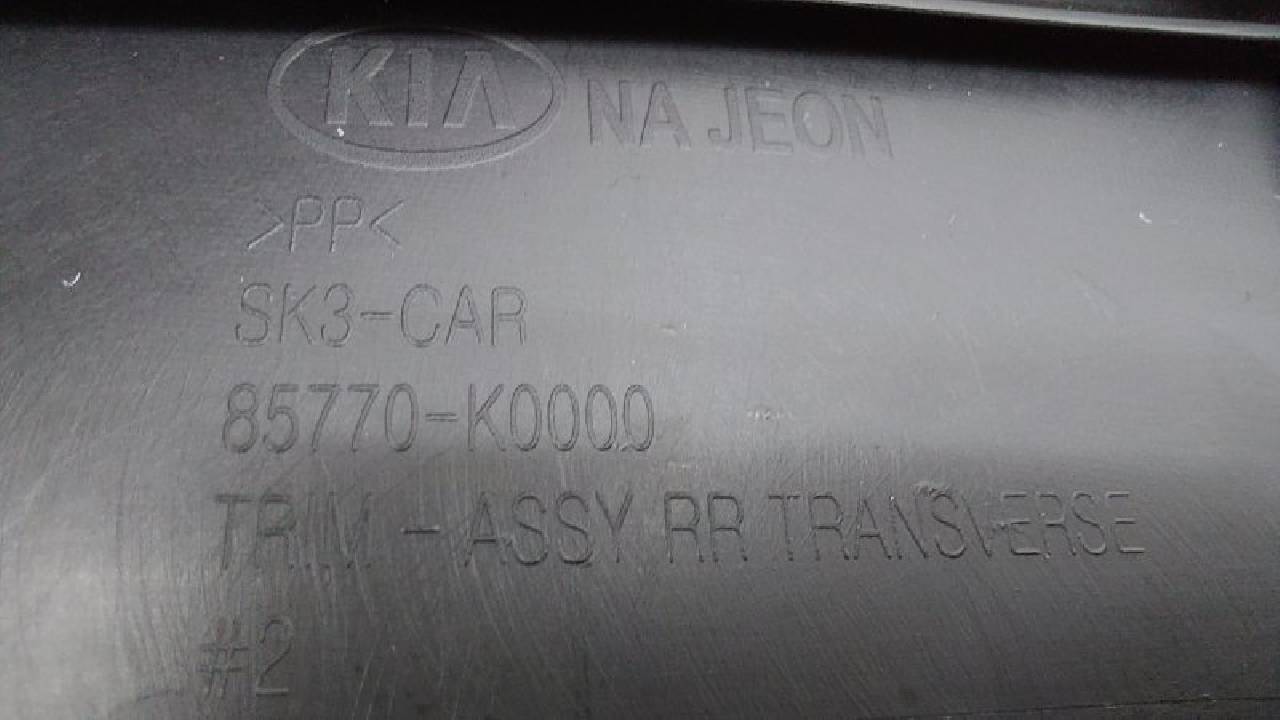 KIA NA JEON
>PP<
SK3-CAR
85770-K0000
TRIM - ASSY RR TRANSVERSE
#2